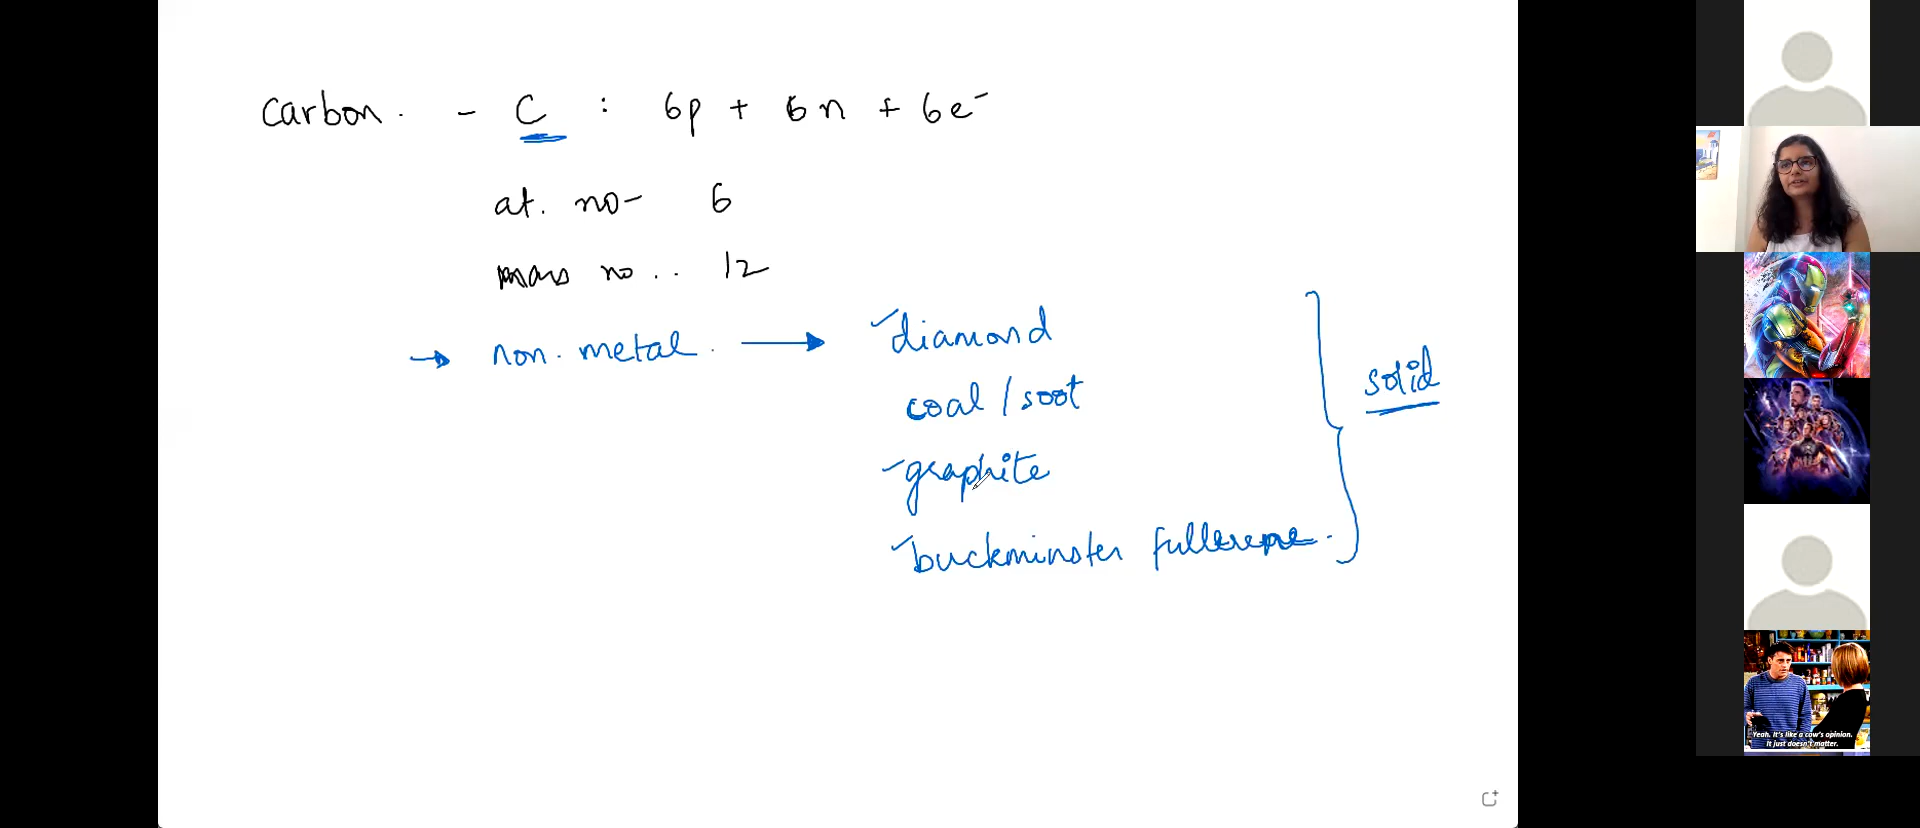 carbon. - C : 6p + 6n + 6e⁻
at. no- 6
mass no.. 12
→ non. metal. → ✓diamond
coal / soot
✓graphite
✓buckminster fullerene.
solid
Yeah. It's like a cow's opinion.
It just doesn't matter.